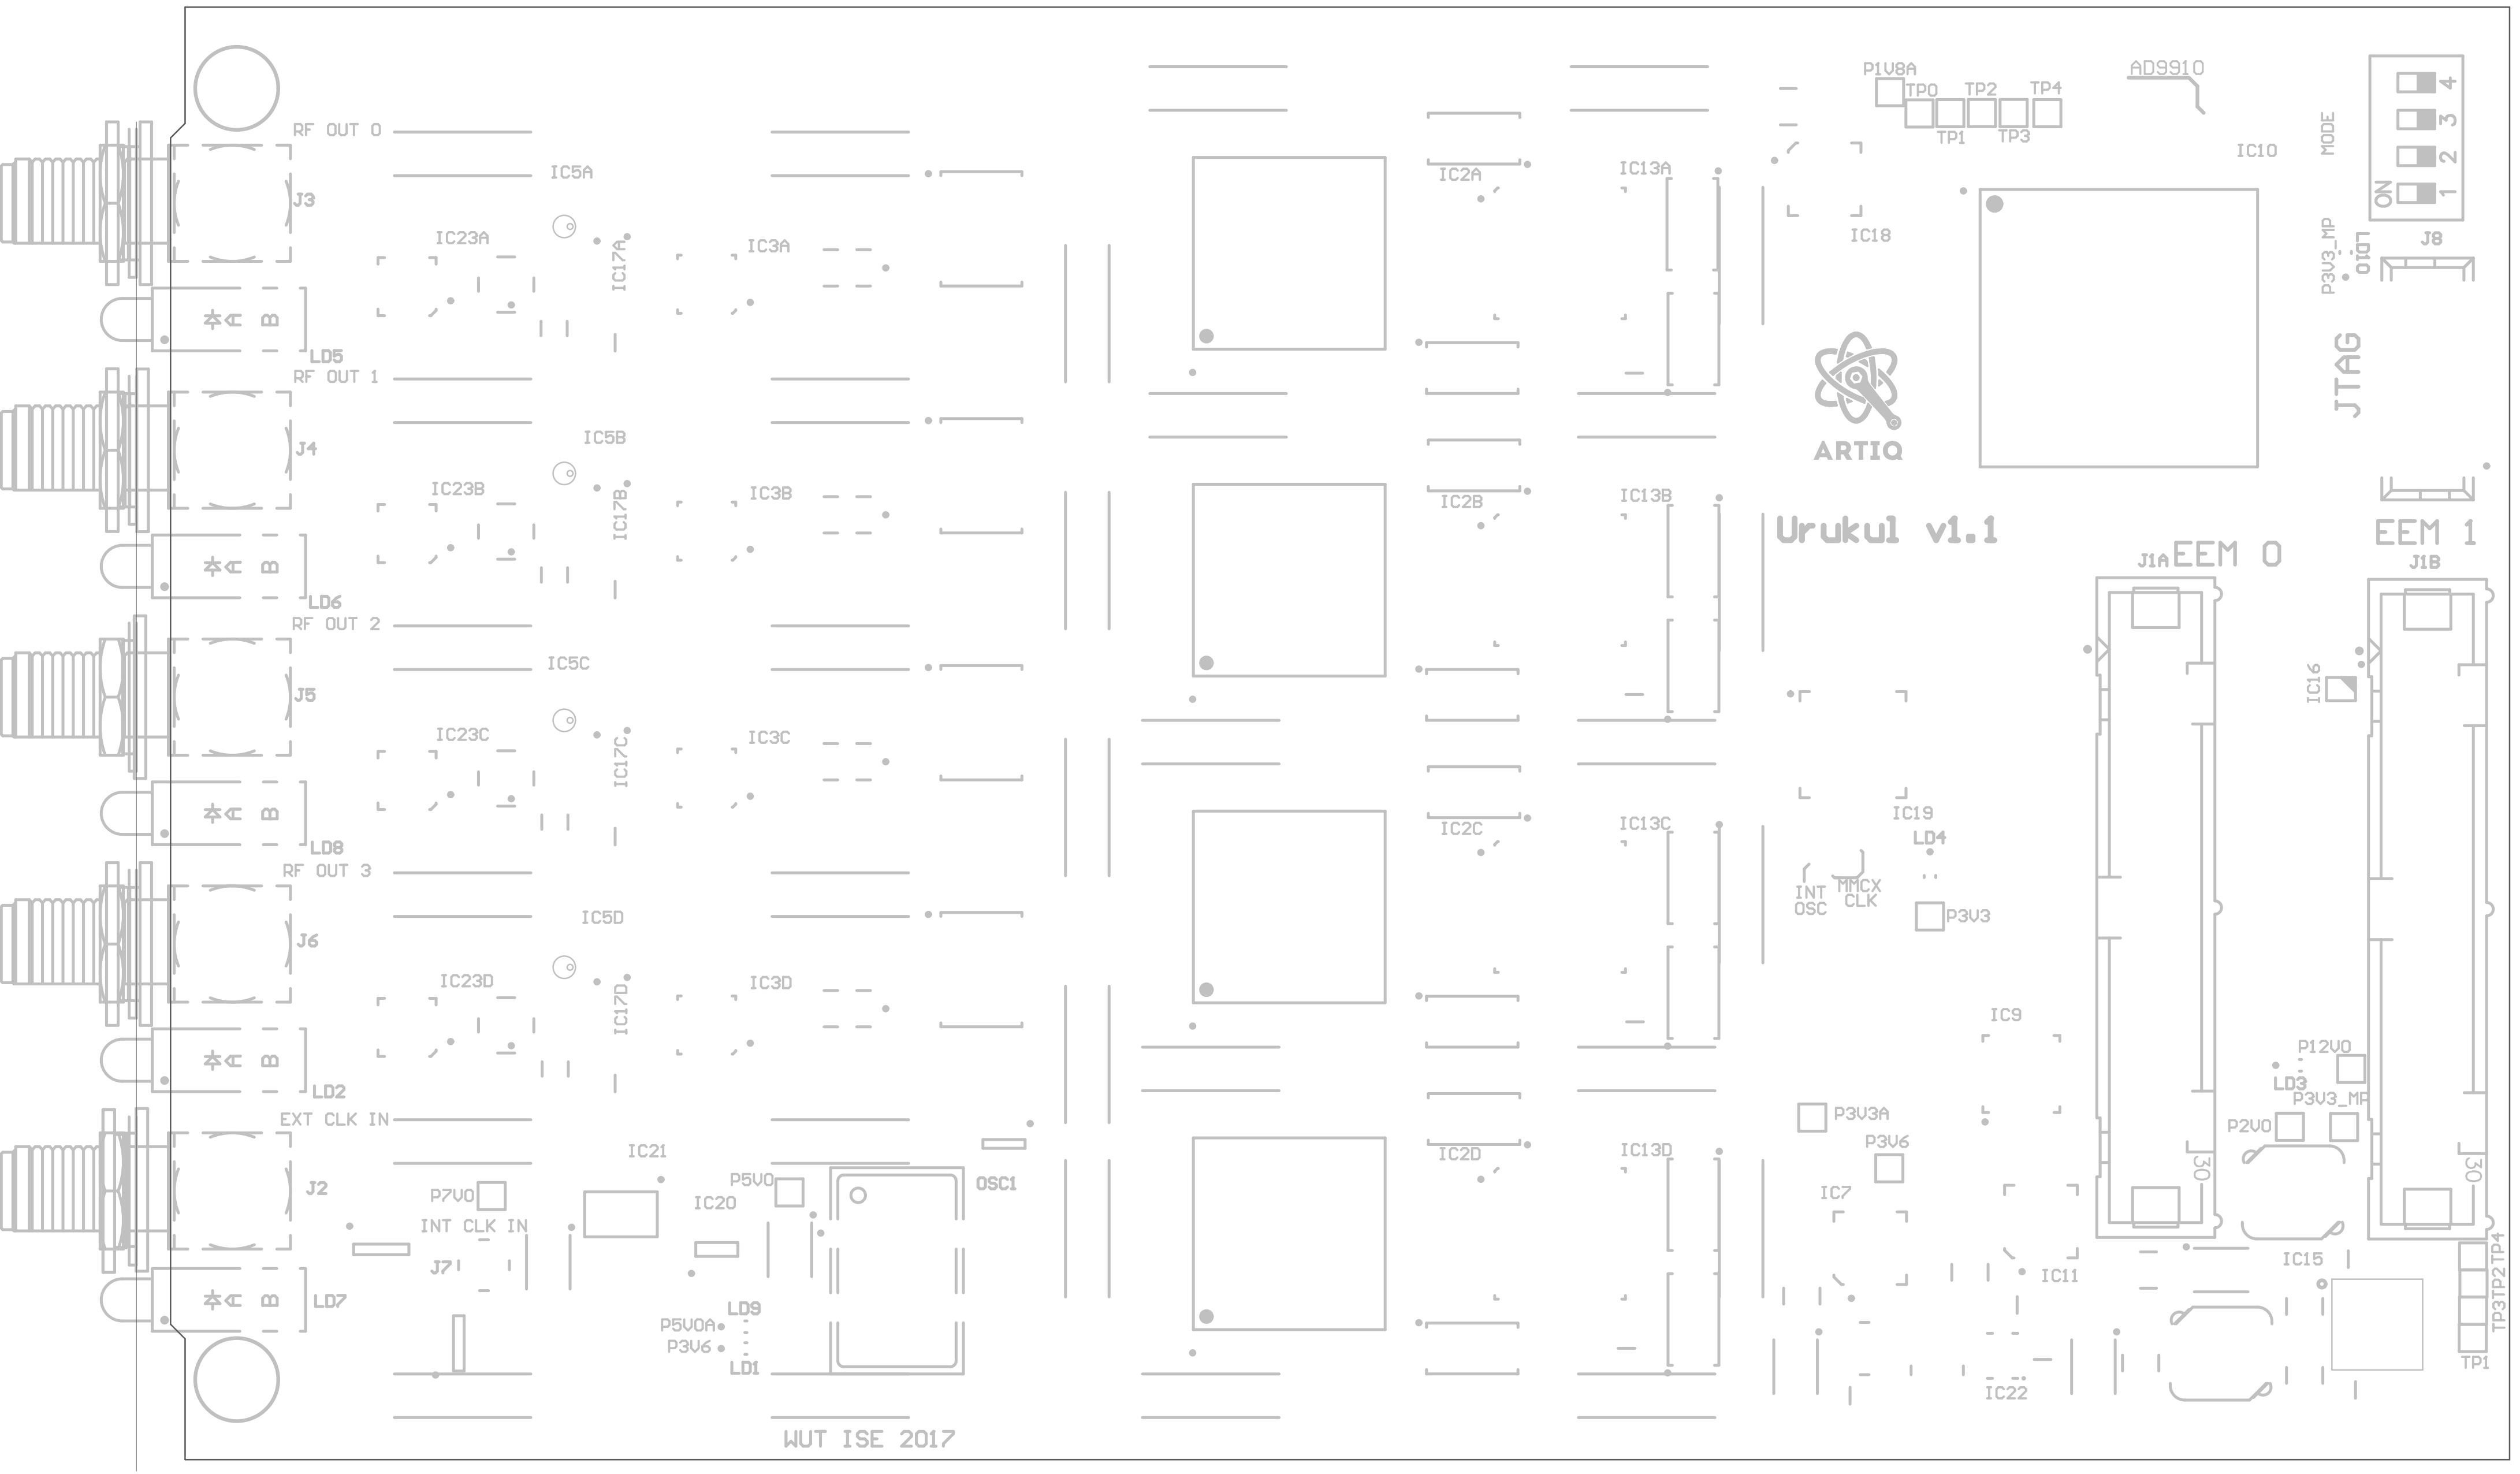 P1V8A
TP0
TP2
TP4
AD9910
4
3
2
1
ON
MODE
TP1
TP3
IC10
RF OUT 0
IC5A
IC2A
IC13A
J3
IC23A
IC17A
IC3A
IC18
P3V3_MP
LD10
J8
A
B
LD5
JTAG
RF OUT 1
ARTIQ
J4
IC5B
IC23B
IC17B
IC3B
IC2B
IC13B
Urukul v1.1
EEM 1
EEM 0
J1A
J1B
A
B
LD6
RF OUT 2
IC5C
J5
IC16
IC23C
IC17C
IC3C
IC19
IC2C
IC13C
LD4
A
B
LD8
RF OUT 3
INT
OSC
MMCX
CLK
P3V3
IC5D
J6
IC23D
IC17D
IC3D
IC9
P12V0
A
B
LD2
LD3
P3V3_MP
EXT CLK IN
P3V3A
P2V0
P3V6
IC21
IC2D
IC13D
30
30
J2
P7V0
P5V0
OSC1
IC20
IC7
INT CLK IN
J7
IC11
IC15
TP4
TP2
TP3
TP1
A
B
LD7
LD9
P5V0A
P3V6
LD1
IC22
WUT ISE 2017